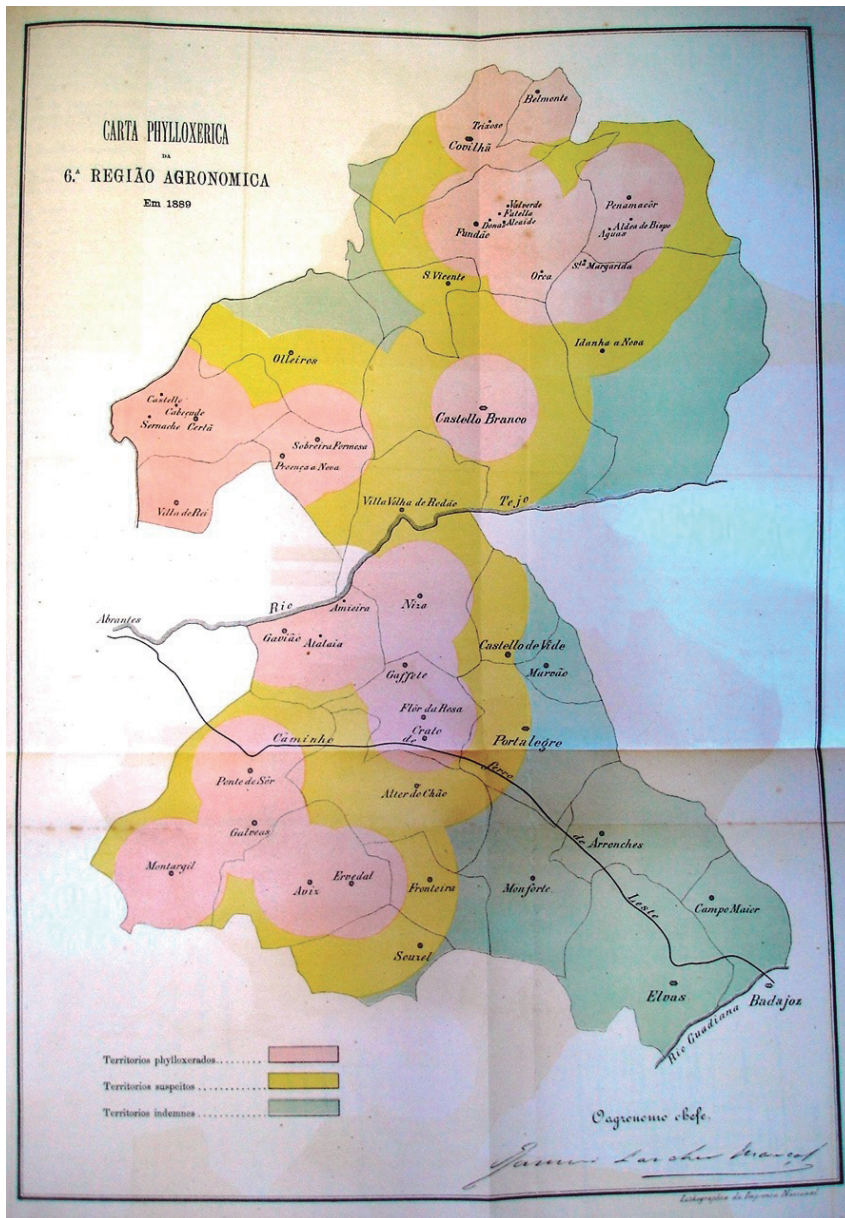 CARTA PHYLLOXERICA
DA
6.ª REGIÃO AGRONOMICA
Em 1889
Belmonte
Teixoso
Covilhã
Valverde
Fatella
Donas Alcaide
Fundão
Penamacôr
Aldea de Bispo
Aguas
Sta Margarida
Orca
S. Vicente
Idanha a Nova
Olleiros
Castello
Cabeçudo
Sernache Certã
Castello Branco
Sobreira Formosa
Proença a Nova
Villa de Rei
Villa Velha de Rodão
Tejo
Rio
Abrantes
Amieira
Niza
Gavião
Atalaia
Castello de Vide
Marvão
Gaffete
Flôr da Rosa
Crato
Caminho de ferro de Leste
Portalegre
Ponte de Sôr
Alter do Chão
Galveas
Arronches
Montargil
Aviz
Ervedal
Fronteira
Monforte
Campo Maior
Souzel
Elvas
Badajoz
Rio Guadiana
Territorios phylloxerados
Territorios suspeitos
Territorios indemnes
O agronomo chefe.
Lithographia da Imprensa Nacional